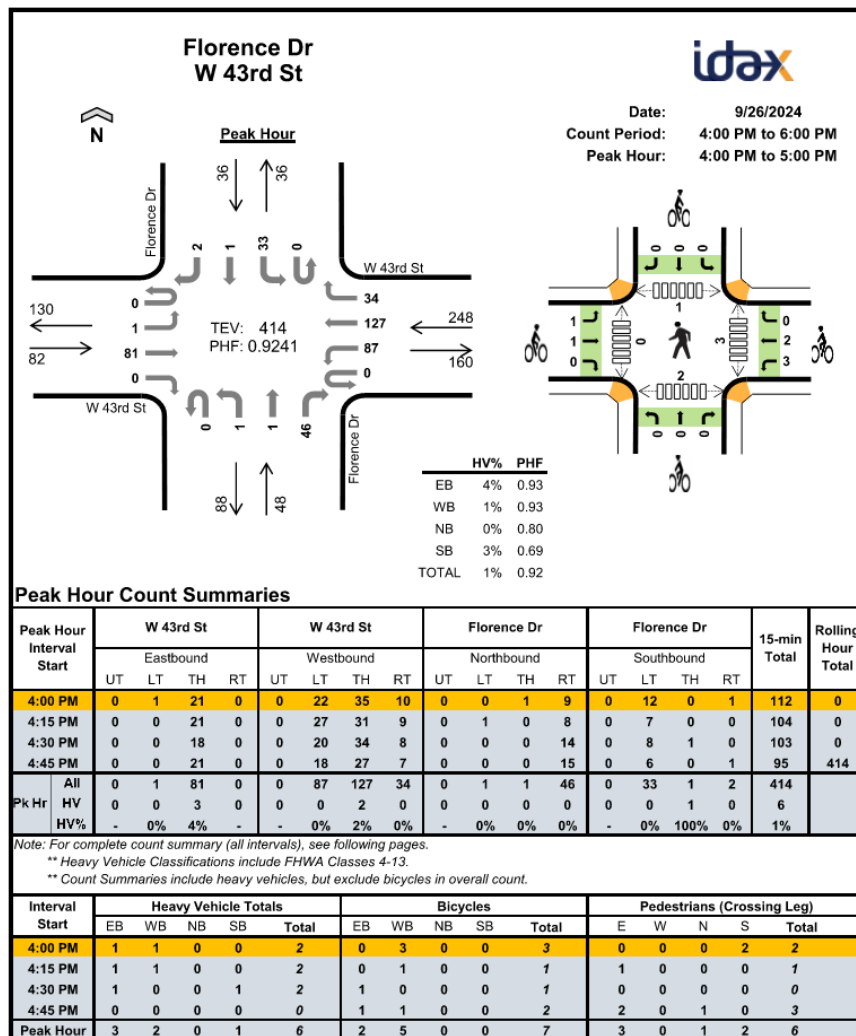 Florence Dr
W 43rd St
idax
N
Peak Hour
Date: 9/26/2024
Count Period: 4:00 PM to 6:00 PM
Peak Hour: 4:00 PM to 5:00 PM
36 36
Florence Dr
2 1 33 0
W 43rd St
0 34
130 1 TEV: 414 127 248
82 81 PHF: 0.9241 87 160
0 0
W 43rd St
0 1 1 46
Florence Dr
88 48
0 0 0
1
1 0
1 0 3 2
0 3
2
0 0 0
HV% PHF
EB 4% 0.93
WB 1% 0.93
NB 0% 0.80
SB 3% 0.69
TOTAL 1% 0.92
Peak Hour Count Summaries
Peak Hour Interval Start W 43rd St W 43rd St Florence Dr Florence Dr 15-min Total Rolling Hour Total
Eastbound Westbound Northbound Southbound
UT LT TH RT UT LT TH RT UT LT TH RT UT LT TH RT
4:00 PM 0 1 21 0 0 22 35 10 0 0 1 9 0 12 0 1 112 0
4:15 PM 0 0 21 0 0 27 31 9 0 1 0 8 0 7 0 0 104 0
4:30 PM 0 0 18 0 0 20 34 8 0 0 0 14 0 8 1 0 103 0
4:45 PM 0 0 21 0 0 18 27 7 0 0 0 15 0 6 0 1 95 414
Pk Hr All 0 1 81 0 0 87 127 34 0 1 1 46 0 33 1 2 414
HV 0 0 3 0 0 0 2 0 0 0 0 0 0 0 1 0 6
HV% - 0% 4% - - 0% 2% 0% - 0% 0% 0% - 0% 100% 0% 1%
Note: For complete count summary (all intervals), see following pages.
** Heavy Vehicle Classifications include FHWA Classes 4-13.
** Count Summaries include heavy vehicles, but exclude bicycles in overall count.
Interval Start Heavy Vehicle Totals Bicycles Pedestrians (Crossing Leg)
EB WB NB SB Total EB WB NB SB Total E W N S Total
4:00 PM 1 1 0 0 2 0 3 0 0 3 0 0 0 2 2
4:15 PM 1 1 0 0 2 0 1 0 0 1 1 0 0 0 1
4:30 PM 1 0 0 1 2 1 0 0 0 1 0 0 0 0 0
4:45 PM 0 0 0 0 0 1 1 0 0 2 2 0 1 0 3
Peak Hour 3 2 0 1 6 2 5 0 0 7 3 0 1 2 6